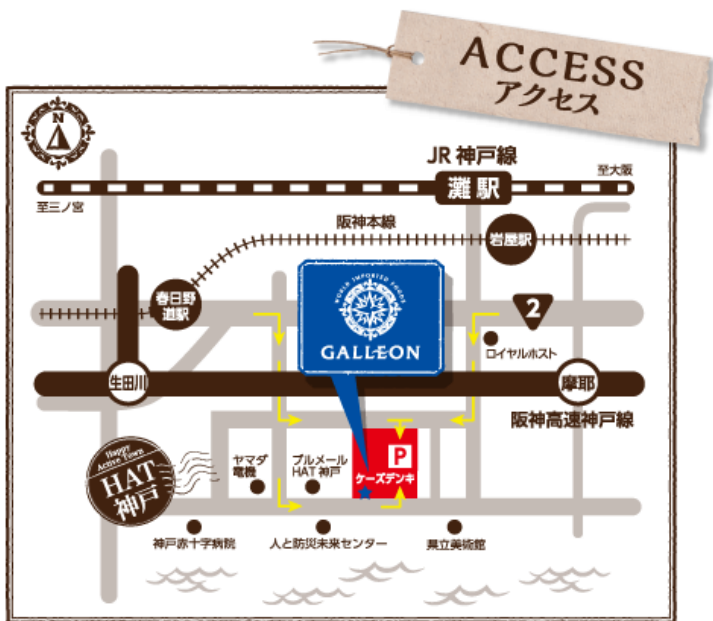 ACCESS
アクセス
N
JR 神戸線
灘駅
至大阪
至三ノ宮
阪神本線
岩屋駅
春日野
道駅
WORLD IMPORTED FOODS
GALLEON
2
ロイヤルホスト
生田川
摩耶
阪神高速神戸線
Happy
Active Town
HAT
神戸
ヤマダ
電機
ブルメール
HAT 神戸
P
ケーズデンキ
神戸赤十字病院
人と防災未来センター
県立美術館